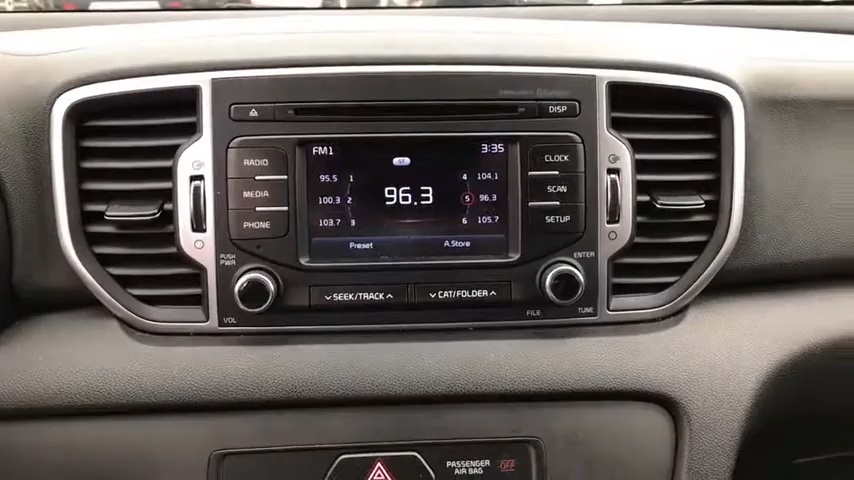 DISP
FM1 ST 3:35
RADIO
MEDIA
PHONE
95.5 1
100.3 2
103.7 3
96.3
4 104.1
5 96.3
6 105.7
Preset A.Store
CLOCK
SCAN
SETUP
PUSH
PWR
VOL
SEEK/TRACK
CAT/FOLDER
ENTER
FILE
TUNE
PASSENGER
AIR BAG
OFF